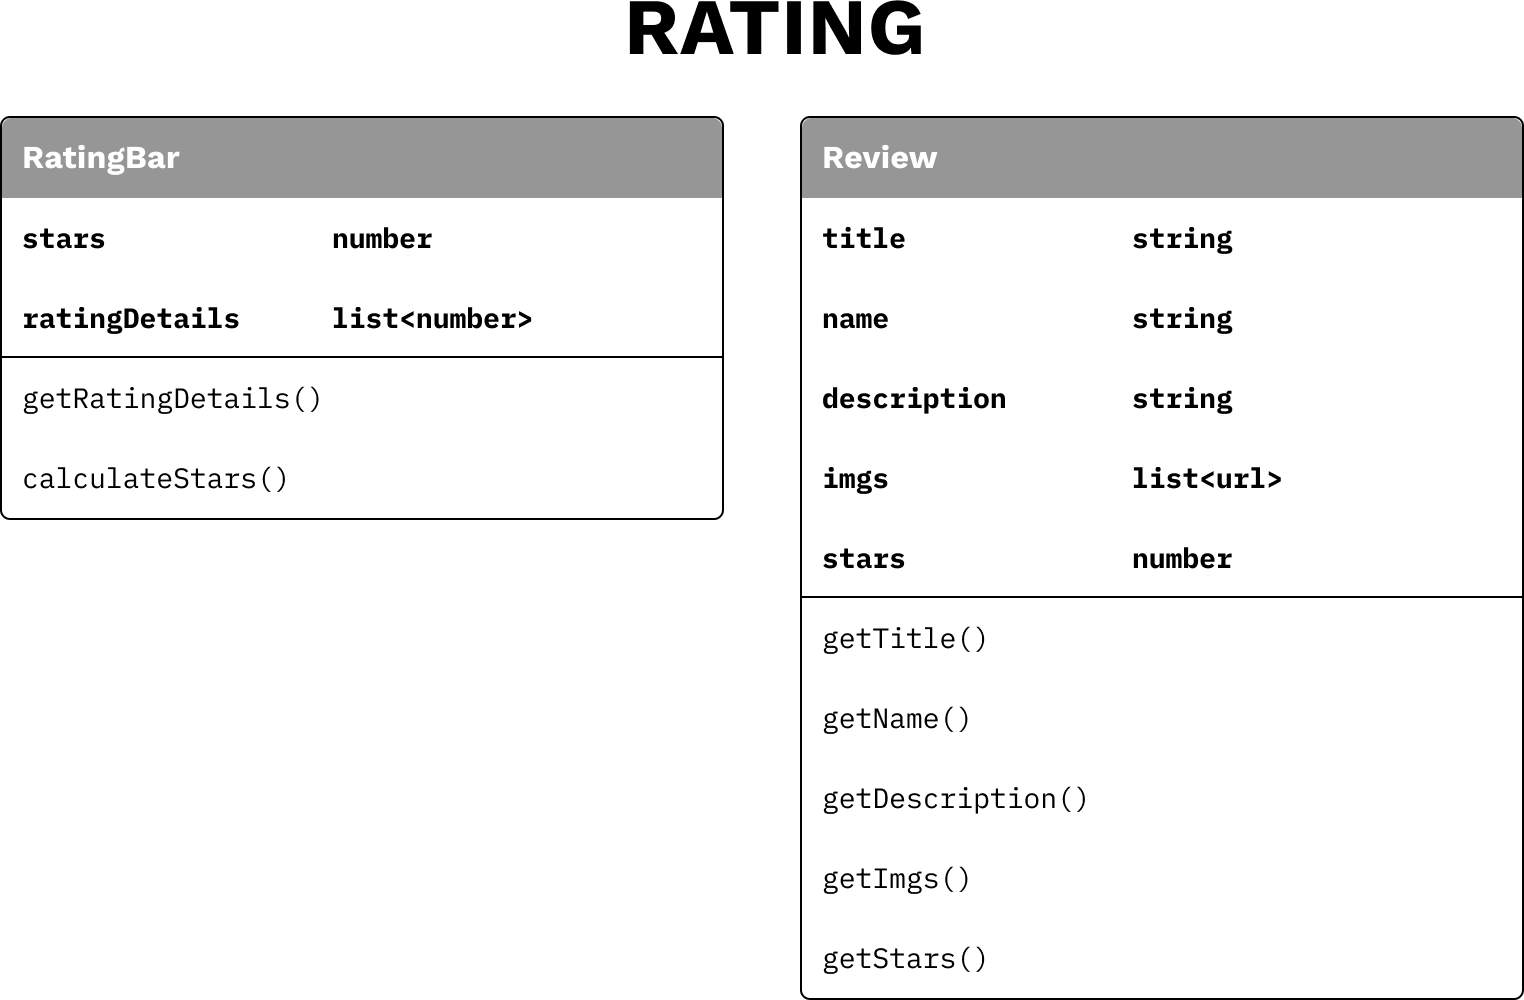 RATING
RatingBar
stars number
ratingDetails list<number>
getRatingDetails()
calculateStars()
Review
title string
name string
description string
imgs list<url>
stars number
getTitle()
getName()
getDescription()
getImgs()
getStars()